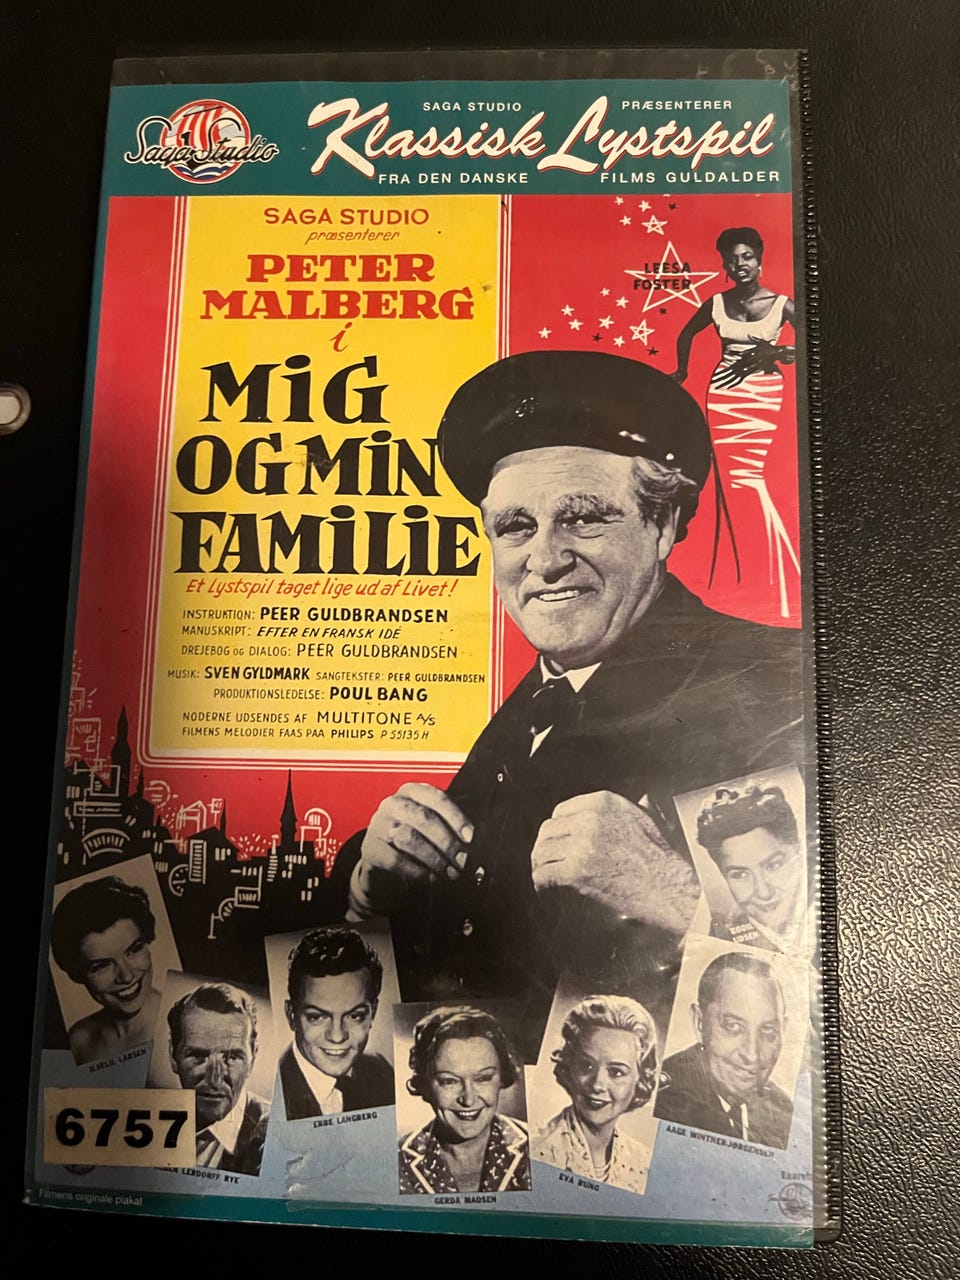 Saga Studio
SAGA STUDIO PRÆSENTERER
Klassisk Lystspil
FRA DEN DANSKE FILMS GULDALDER
SAGA STUDIO
præsenterer
PETER
MALBERG
i
MiG
OG MiN
FAMiLiE
Et Lystspil taget lige ud af Livet!
INSTRUKTION: PEER GULDBRANDSEN
MANUSKRIPT: EFTER EN FRANSK IDÉ
DREJEBOG OG DIALOG: PEER GULDBRANDSEN
MUSIK: SVEN GYLDMARK SANGTEKSTER: PEER GULDBRANDSEN
PRODUKTIONSLEDELSE: POUL BANG
NODERNE UDSENDES AF MULTITONE A/S
FILMENS MELODIER FAAS PAA PHILIPS P 55135 H
LEESA
FOSTER
BODIL
UDSEN
LARSEN
EBBE LANGBERG
LERDORFF RYE
GERDA MADSEN
EVA BUNG
AAGE WINTHER-JØRGENSEN
6757
Filmens originale plakat